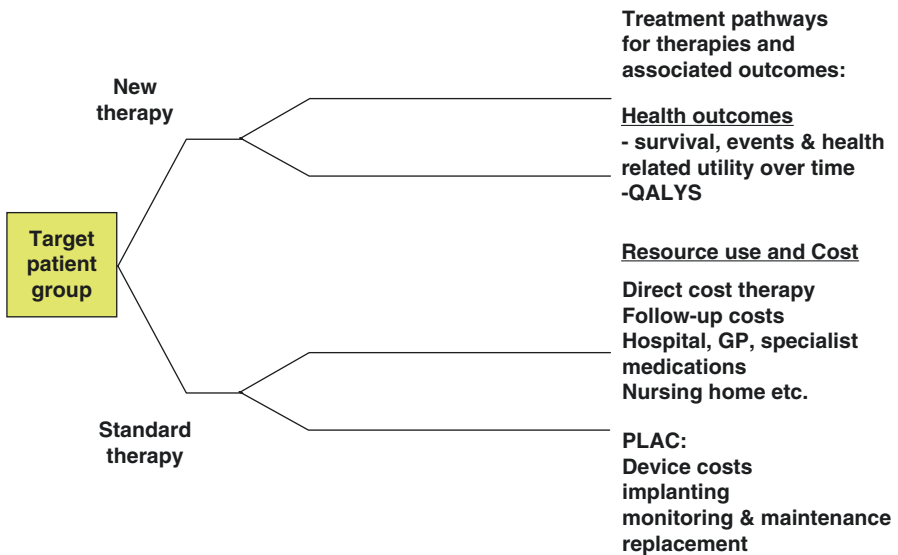 New
therapy
Target
patient
group
Standard
therapy
Treatment pathways
for therapies and
associated outcomes:
Health outcomes
- survival, events & health
related utility over time
-QALYS
Resource use and Cost
Direct cost therapy
Follow-up costs
Hospital, GP, specialist
medications
Nursing home etc.
PLAC:
Device costs
implanting
monitoring & maintenance
replacement